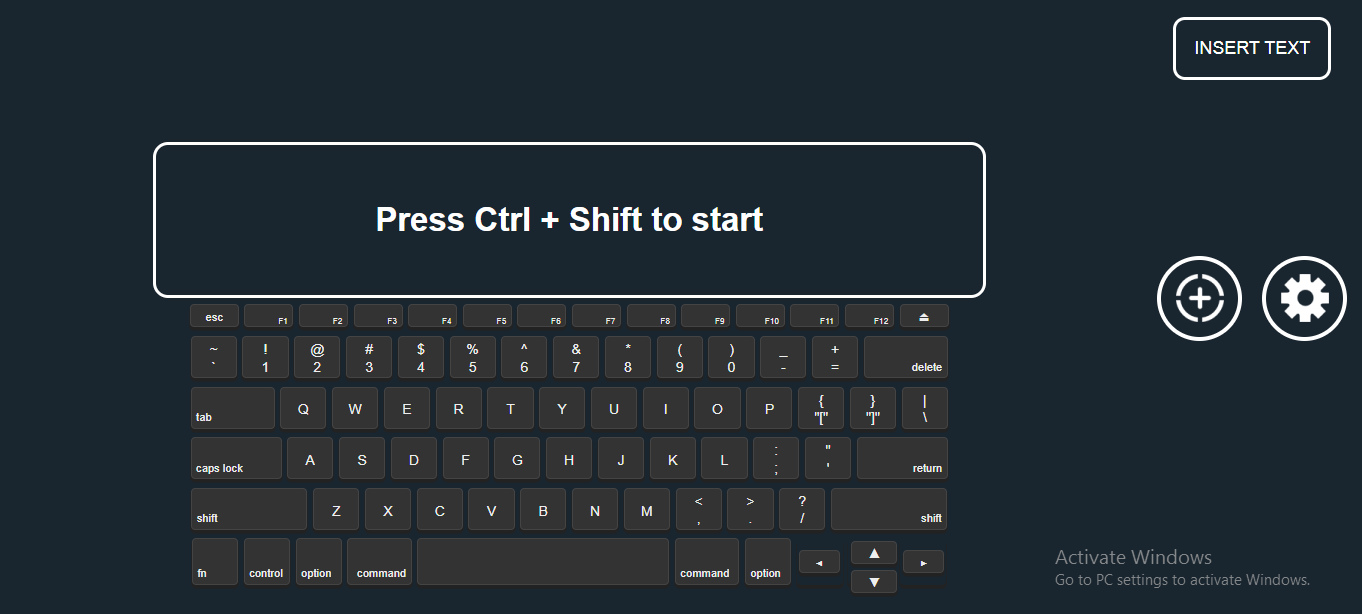 INSERT TEXT
Press Ctrl + Shift to start
esc F1 F2 F3 F4 F5 F6 F7 F8 F9 F10 F11 F12 ⏏
~ ! @ # $ % ^ & * ( ) _ +
` 1 2 3 4 5 6 7 8 9 0 - = delete
tab Q W E R T Y U I O P { } |
"[" "]" \
caps lock A S D F G H J K L : " return
; '
shift Z X C V B N M < > ? shift
, . /
fn control option command command option ◄ ▲ ►
▼
Activate Windows
Go to PC settings to activate Windows.